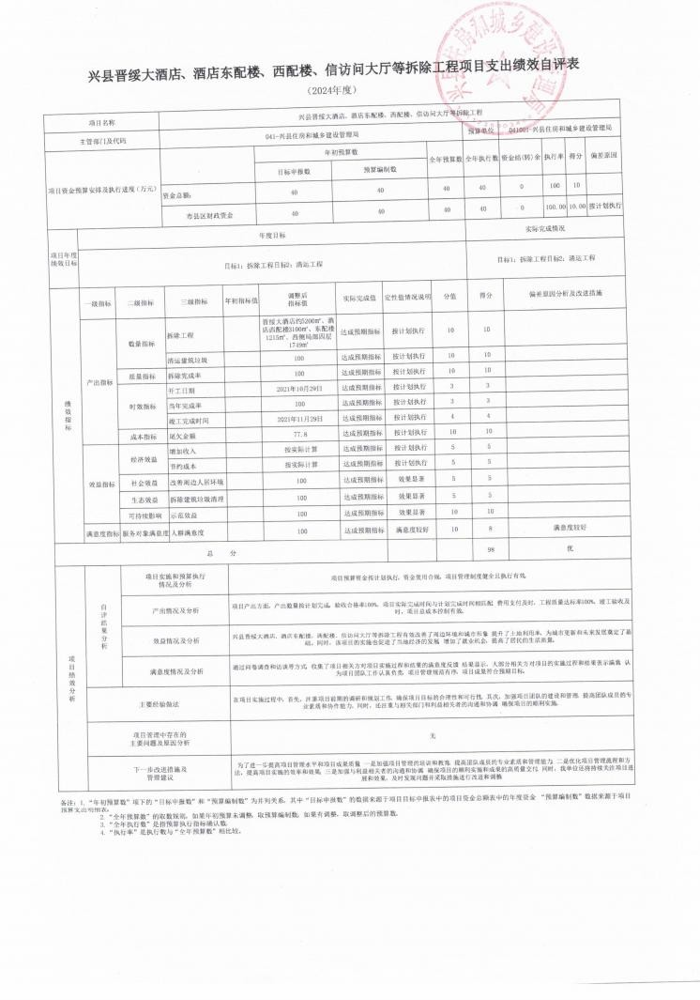 兴县晋绥大酒店、酒店东配楼、西配楼、信访问大厅等拆除工程项目支出绩效自评表
（2024年度）
项目名称 兴县晋绥大酒店、酒店东配楼、西配楼、信访问大厅等拆除工程
主管部门及代码 041-兴县住房和城乡建设管理局 预算单位 041001-兴县住房和城乡建设管理局
项目资金预算安排及执行进度（万元） 年初预算数 全年预算数 全年执行数 资金结(转)余 执行率 得分 偏差原因
目标申报数 预算编制数
资金总额: 40 40 40 40 0 100 10
市县区财政资金 40 40 40 40 0 100.00 10.00 按计划执行
项目年度绩效目标 年度目标 实际完成情况
目标1：拆除工程目标2：清运工程 目标1：拆除工程目标2：清运工程
绩效指标
一级指标 二级指标 三级指标 年初指标值 调整后指标值 实际完成值 定性值情况说明 分值 得分 偏差原因分析及改进措施
产出指标 数量指标 拆除工程 晋绥大酒店约5200㎡、酒店西配楼3100㎡、东配楼1215㎡、西侧局部四层1749㎡ 达成预期指标 按计划执行 10 10
清运建筑垃圾 100 达成预期指标 按计划执行 10 10
质量指标 拆除完成率 100 达成预期指标 按计划执行 10 10
时效指标 开工日期 2021年10月29日 达成预期指标 按计划执行 3 3
当年完成率 100 达成预期指标 按计划执行 3 3
竣工完成时间 2021年11月29日 达成预期指标 按计划执行 4 4
成本指标 尾欠金额 77.8 达成预期指标 按计划执行 10 10
效益指标 经济效益 增加收入 按实际计算 达成预期指标 按计划执行 5 5
节约成本 按实际计算 达成预期指标 按计划执行 5 5
社会效益 改善周边人居环境 100 达成预期指标 效果显著 5 5
生态效益 拆除建筑垃圾清理 100 达成预期指标 效果显著 5 5
可持续影响 示范效益 100 达成预期指标 效果显著 10 10
满意度指标 服务对象满意度 人群满意度 100 达成预期指标 满意度较好 10 8 满意度较好
总 分 98 优
项目绩效分析
自评结果分析
项目实施和预算执行情况及分析 项目预算资金按计划执行，资金使用合规，项目管理制度健全且执行有效。
产出情况及分析 项目产出方面，产出数量按计划完成，验收合格率100%，项目实际完成时间与计划完成时间相匹配，费用支付及时，工程质量达标率100%，竣工验收及
时，项目总成本控制有效。
效益情况及分析 兴县晋绥大酒店、酒店东配楼、西配楼、信访问大厅等拆除工程有效改善了周边环境和城市形象，提升了土地利用率，为城市更新和未来发展奠定了基
础。同时，该项目的实施也促进了当地经济的发展，增加了就业机会，提高了居民的生活质量。
满意度情况及分析 通过问卷调查和访谈等方式，收集了项目相关方对项目实施过程和结果的满意度反馈。结果显示，大部分相关方对项目的实施过程和结果表示满意，认
为项目团队工作认真负责，项目管理规范有序，项目成果符合预期目标。
主要经验做法 在项目实施过程中，首先，注重项目前期的调研和规划工作，确保项目目标的合理性和可行性。其次，加强项目团队的建设和管理，提高团队成员的专
业素质和协作能力。同时，还注重与相关部门和利益相关者的沟通和协调，确保项目的顺利实施。
项目管理中存在的主要问题及原因分析 无
下一步改进措施及管理建议 为了进一步提高项目管理水平和项目成果质量，一是加强项目管理的培训和教育，提高团队成员的专业素质和管理能力。二是优化项目管理流程和方
法，提高项目实施的效率和效果。三是加强与利益相关者的沟通和协调，确保项目的顺利实施和成果的高质量交付。同时，我单位还将持续关注项目进
展和效果，及时发现问题并采取措施进行改进和调整。
备注：1.“年初预算数”项下的“目标申报数”和“预算编制数”为并列关系，其中“目标申报数”的数据来源于项目目标申报表中的项目资金总额表中的年度资金，“预算编制数”数据来源于项目
预算支出明细表。
2.“全年预算数”的取数规则，如果年初预算未调整，取预算编制数，如果有调整，取调整后的预算数。
3.“全年执行数”是指预算执行指标确认数。
4.“执行率”是执行数与“全年预算数”相比较。